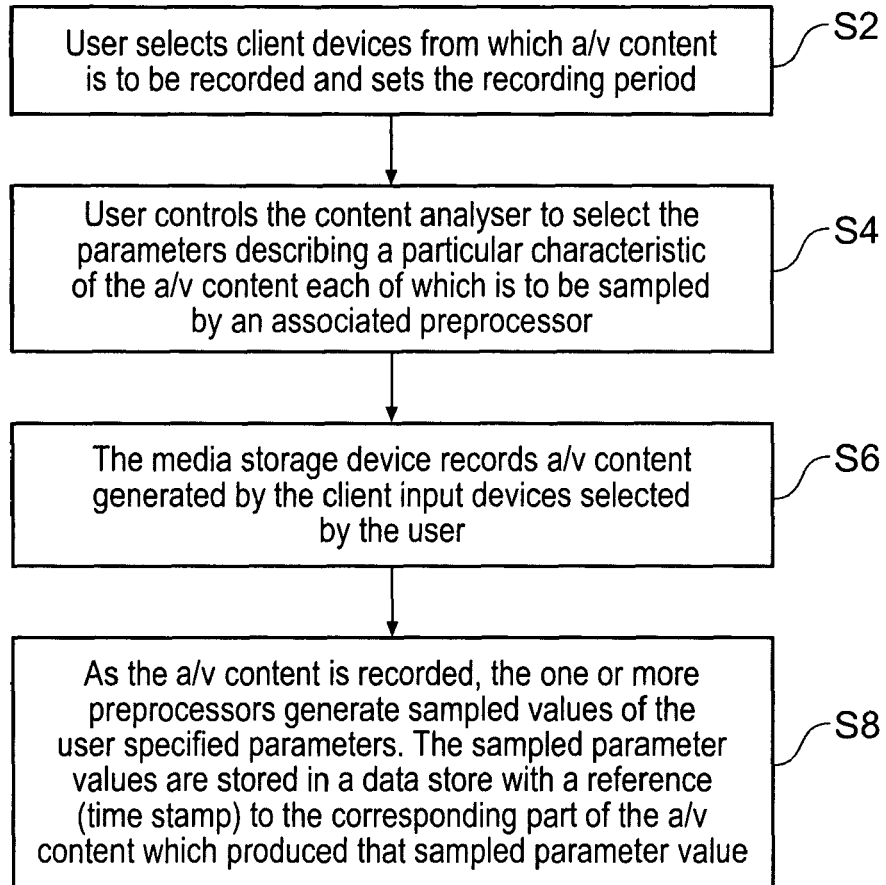 User selects client devices from which a/v content
is to be recorded and sets the recording period
S2
User controls the content analyser to select the
parameters describing a particular characteristic
of the a/v content each of which is to be sampled
by an associated preprocessor
S4
The media storage device records a/v content
generated by the client input devices selected
by the user
S6
As the a/v content is recorded, the one or more
preprocessors generate sampled values of the
user specified parameters. The sampled parameter
values are stored in a data store with a reference
(time stamp) to the corresponding part of the a/v
content which produced that sampled parameter value
S8